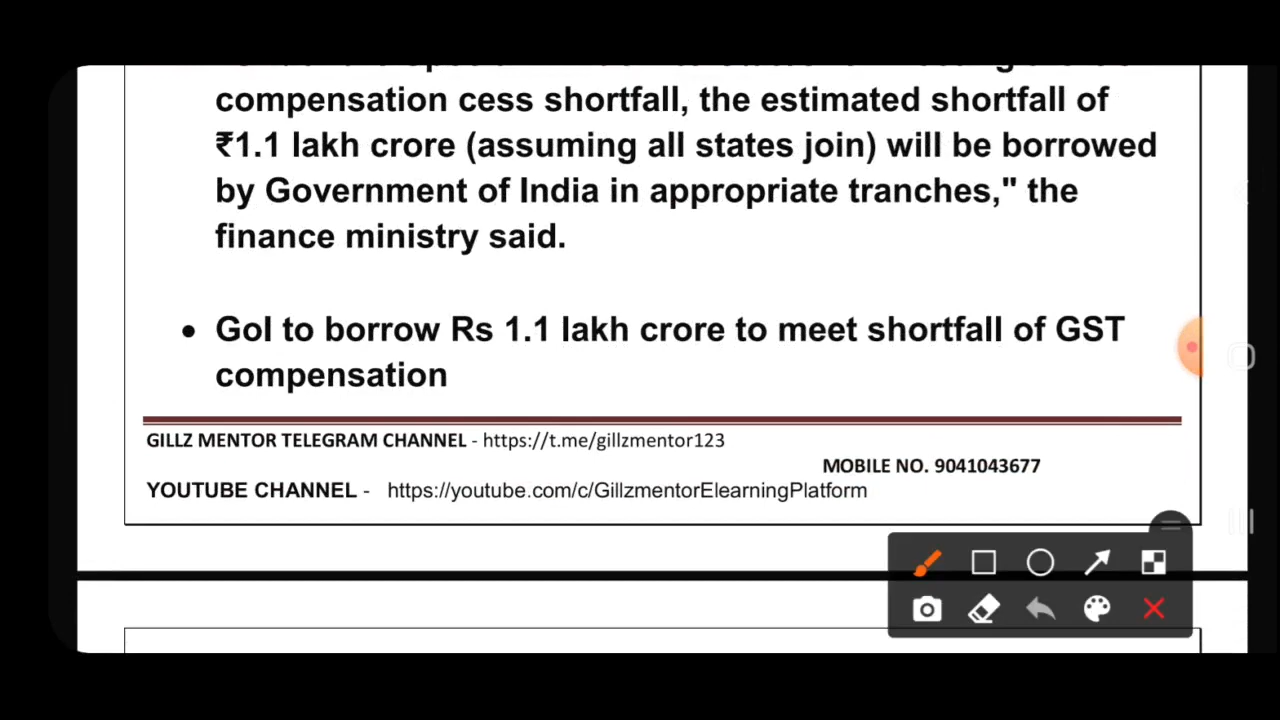 compensation cess shortfall, the estimated shortfall of
₹1.1 lakh crore (assuming all states join) will be borrowed
by Government of India in appropriate tranches," the
finance ministry said.
• GoI to borrow Rs 1.1 lakh crore to meet shortfall of GST
compensation
GILLZ MENTOR TELEGRAM CHANNEL - https://t.me/gillzmentor123
MOBILE NO. 9041043677
YOUTUBE CHANNEL - https://youtube.com/c/GillzmentorElearningPlatform